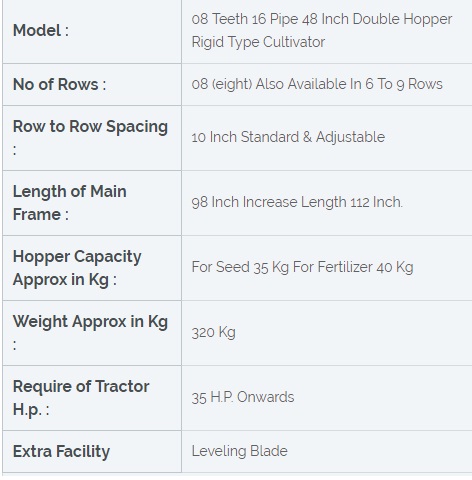 Model :
08 Teeth 16 Pipe 48 Inch Double Hopper
Rigid Type Cultivator
No of Rows :
08 (eight) Also Available In 6 To 9 Rows
Row to Row Spacing
:
10 Inch Standard & Adjustable
Length of Main
Frame :
98 Inch Increase Length 112 Inch.
Hopper Capacity
Approx in Kg :
For Seed 35 Kg For Fertilizer 40 Kg
Weight Approx in Kg
:
320 Kg
Require of Tractor
H.p. :
35 H.P. Onwards
Extra Facility
Leveling Blade